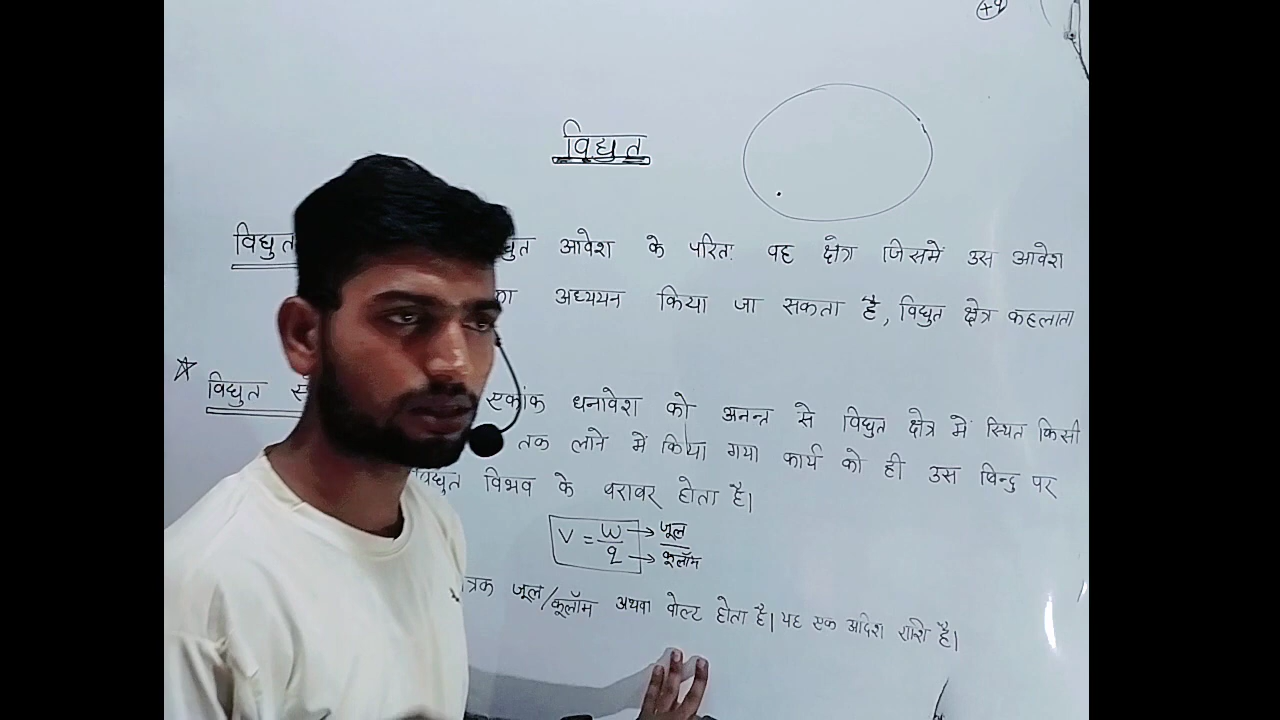 +q
विद्युत
विद्युत आवेश के परितः वह क्षेत्र जिसमें उस आवेश
का अध्ययन किया जा सकता है, विद्युत क्षेत्र कहलाता
☆ विद्युत एकांक धनावेश को अनन्त से विद्युत क्षेत्र में स्थित किसी
तक लाने में किया गया कार्य को ही उस बिन्दु पर
विद्युत विभव के बराबर होता है।
V = W/q → जूल → कूलॉम
जूल/कूलॉम अथवा वोल्ट होता है। यह एक अदिश राशि है।